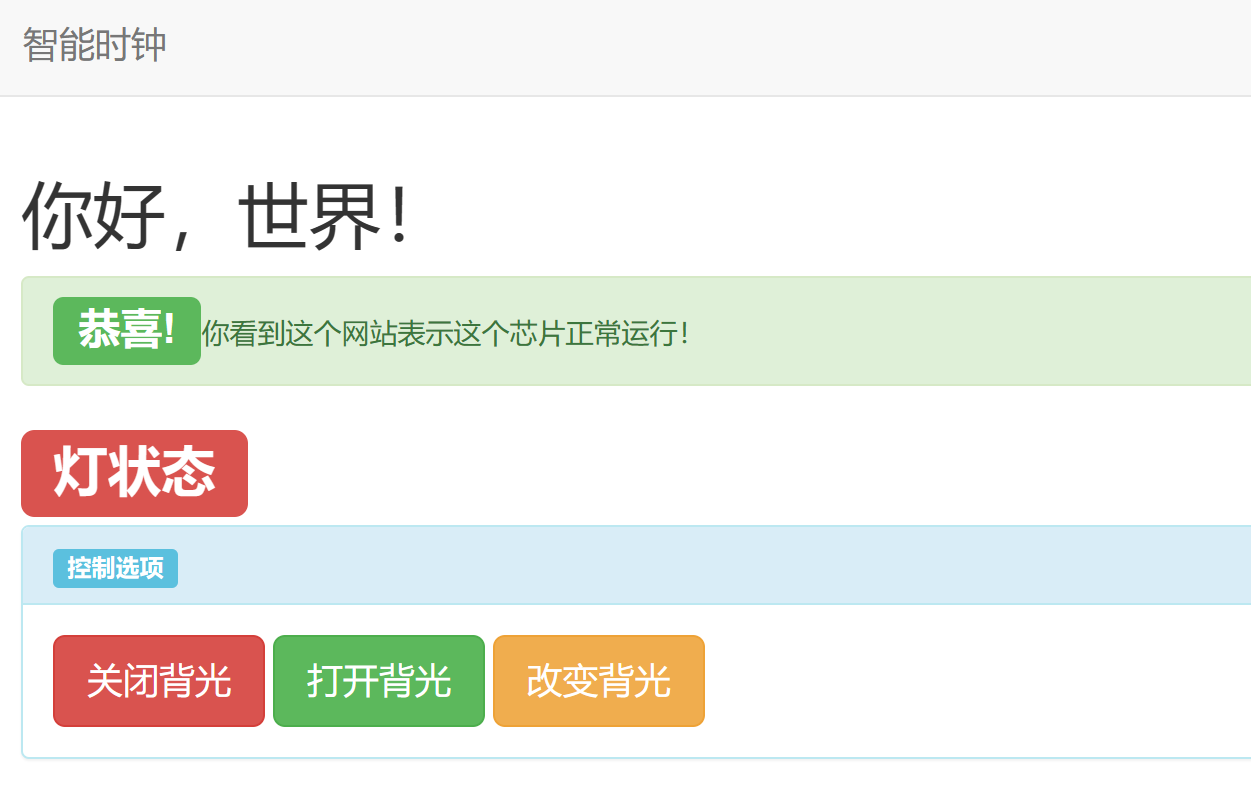 智能时钟
你好，世界！
恭喜! 你看到这个网站表示这个芯片正常运行！
灯状态
控制选项
关闭背光 打开背光 改变背光